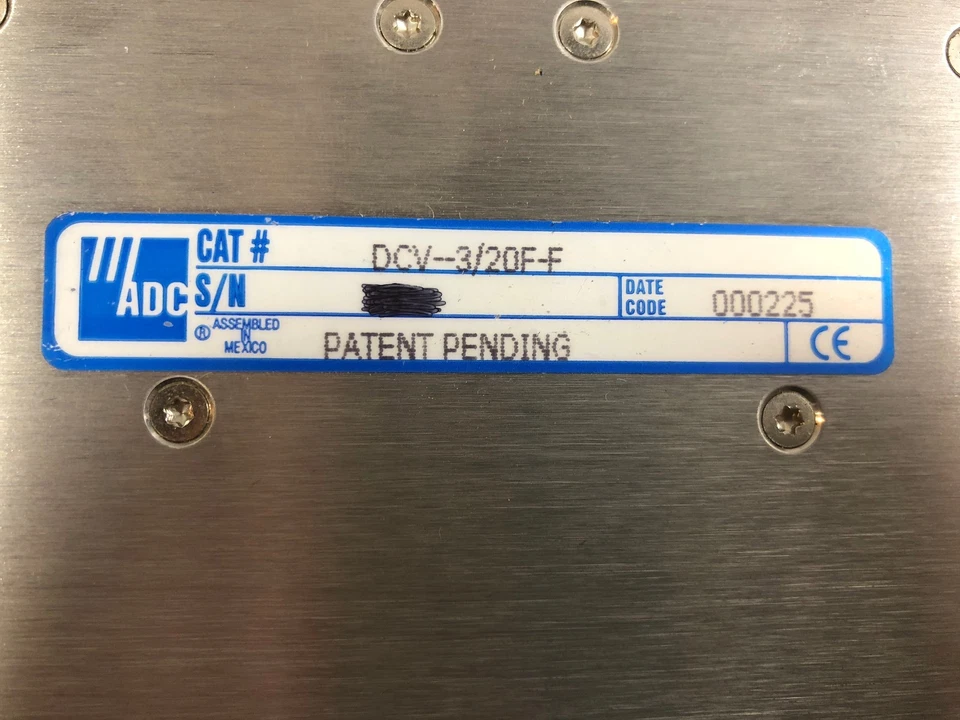 ADC
CAT # DCV--3/20F-F
S/N
DATE CODE 000225
® ASSEMBLED IN MEXICO
PATENT PENDING
CE